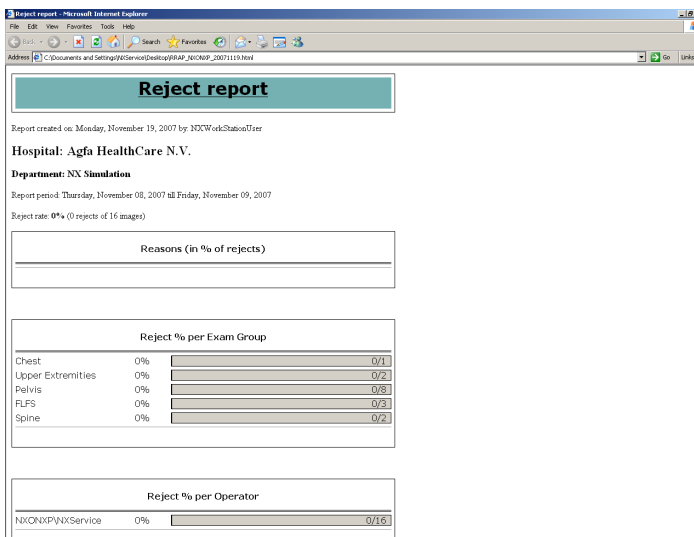 Reject report - Microsoft Internet Explorer
File Edit View Favorites Tools Help
Back Search Favorites
Address C:\Documents and Settings\NXService\Desktop\RRAP_NXONXP_20071119.html Go Links
Reject report
Report created on: Monday, November 19, 2007 by: NXWorkStationUser
Hospital: Agfa HealthCare N.V.
Department: NX Simulation
Report period: Thursday, November 08, 2007 till Friday, November 09, 2007
Reject rate: 0% (0 rejects of 16 images)
Reasons (in % of rejects)
Reject % per Exam Group
Chest 0% 0/1
Upper Extremities 0% 0/2
Pelvis 0% 0/8
FLFS 0% 0/3
Spine 0% 0/2
Reject % per Operator
NXONXP\NXService 0% 0/16